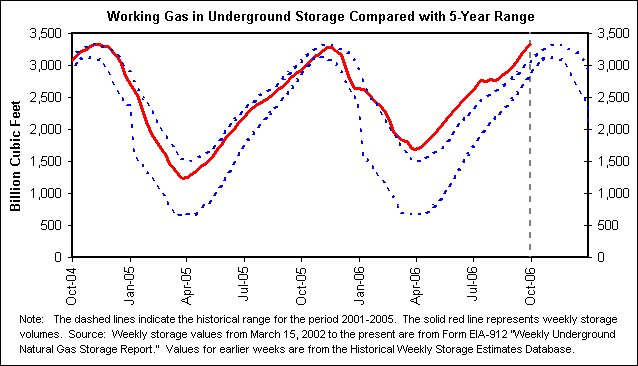 Working Gas in Underground Storage Compared with 5-Year Range
Billion Cubic Feet
3,500
3,000
2,500
2,000
1,500
1,000
500
0
3,500
3,000
2,500
2,000
1,500
1,000
500
0
Oct-04
Jan-05
Apr-05
Jul-05
Oct-05
Jan-06
Apr-06
Jul-06
Oct-06
Note: The dashed lines indicate the historical range for the period 2001-2005. The solid red line represents weekly storage
volumes. Source: Weekly storage values from March 15, 2002 to the present are from Form EIA-912 "Weekly Underground
Natural Gas Storage Report." Values for earlier weeks are from the Historical Weekly Storage Estimates Database.